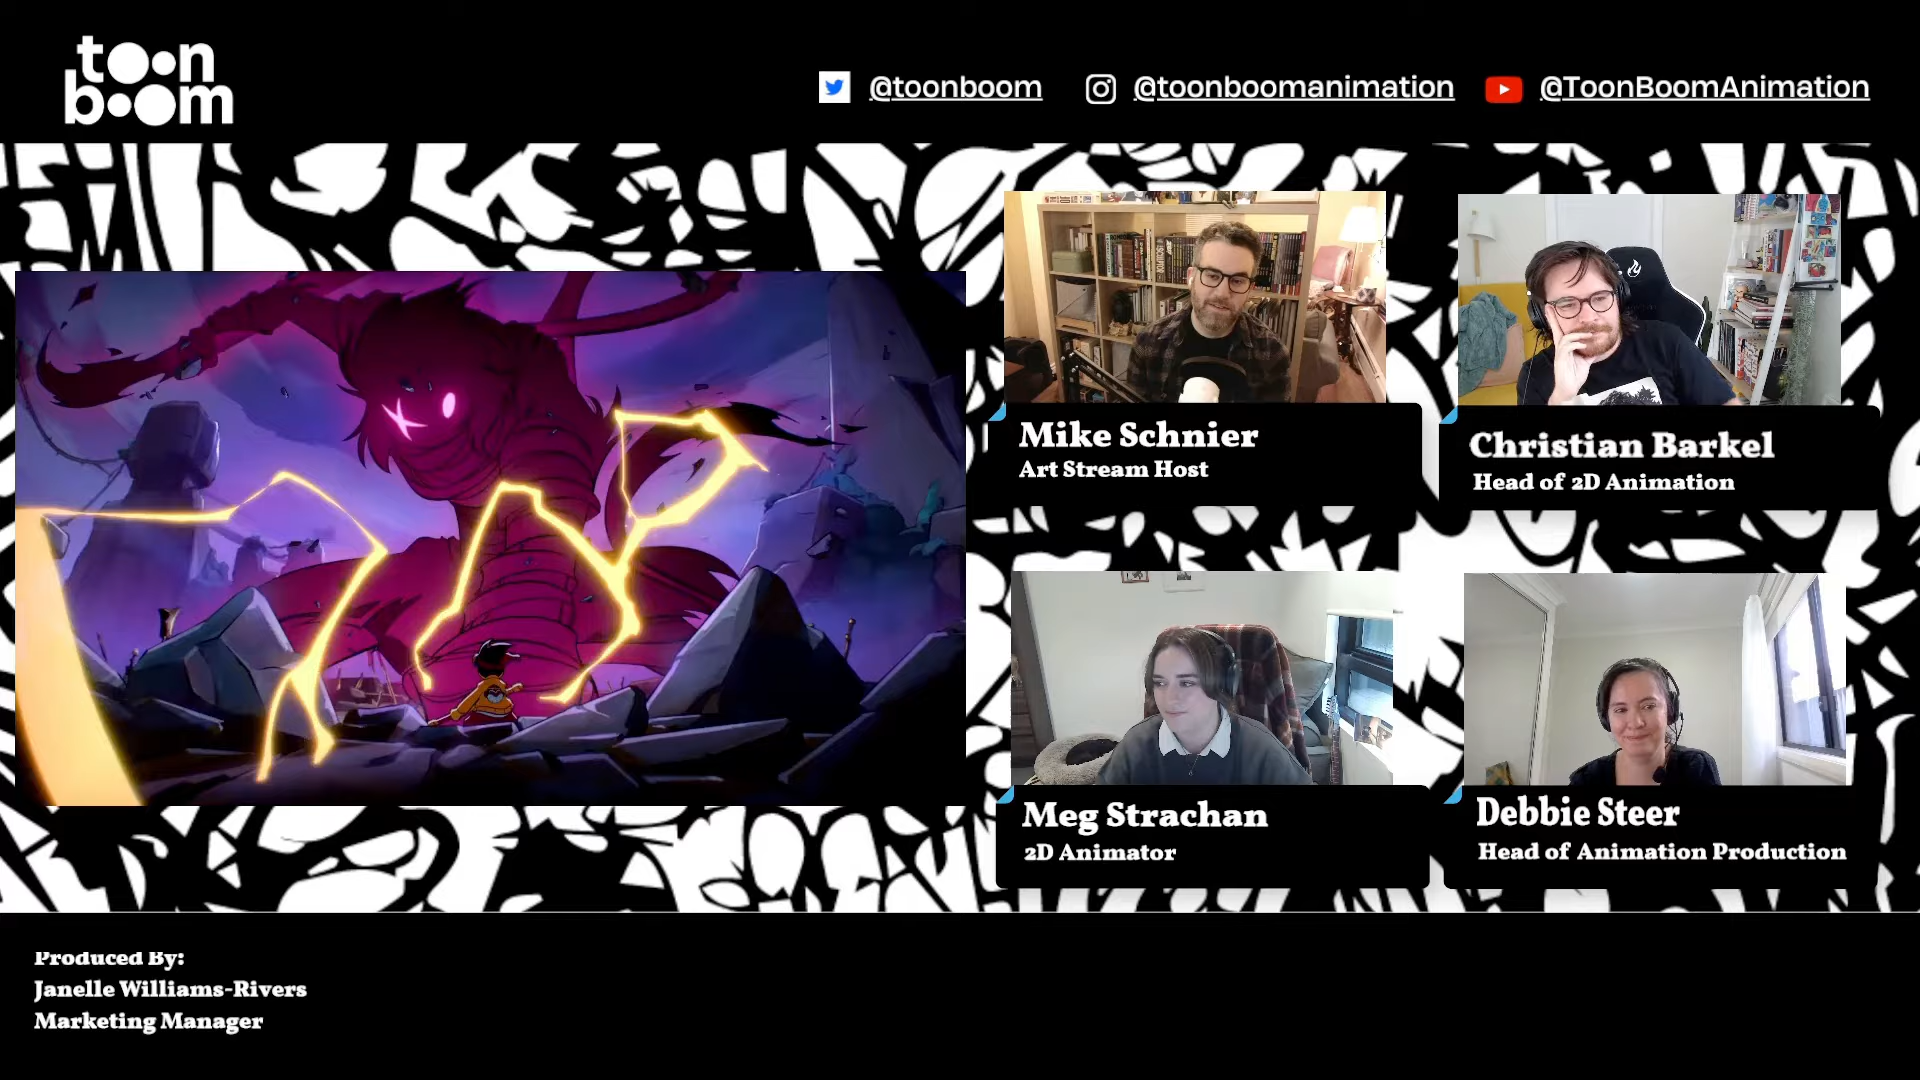 toon
boom
@toonboom
@toonboomanimation
@ToonBoomAnimation
Mike Schnier
Art Stream Host
Christian Barkel
Head of 2D Animation
Meg Strachan
2D Animator
Debbie Steer
Head of Animation Production
Produced By:
Janelle Williams-Rivers
Marketing Manager